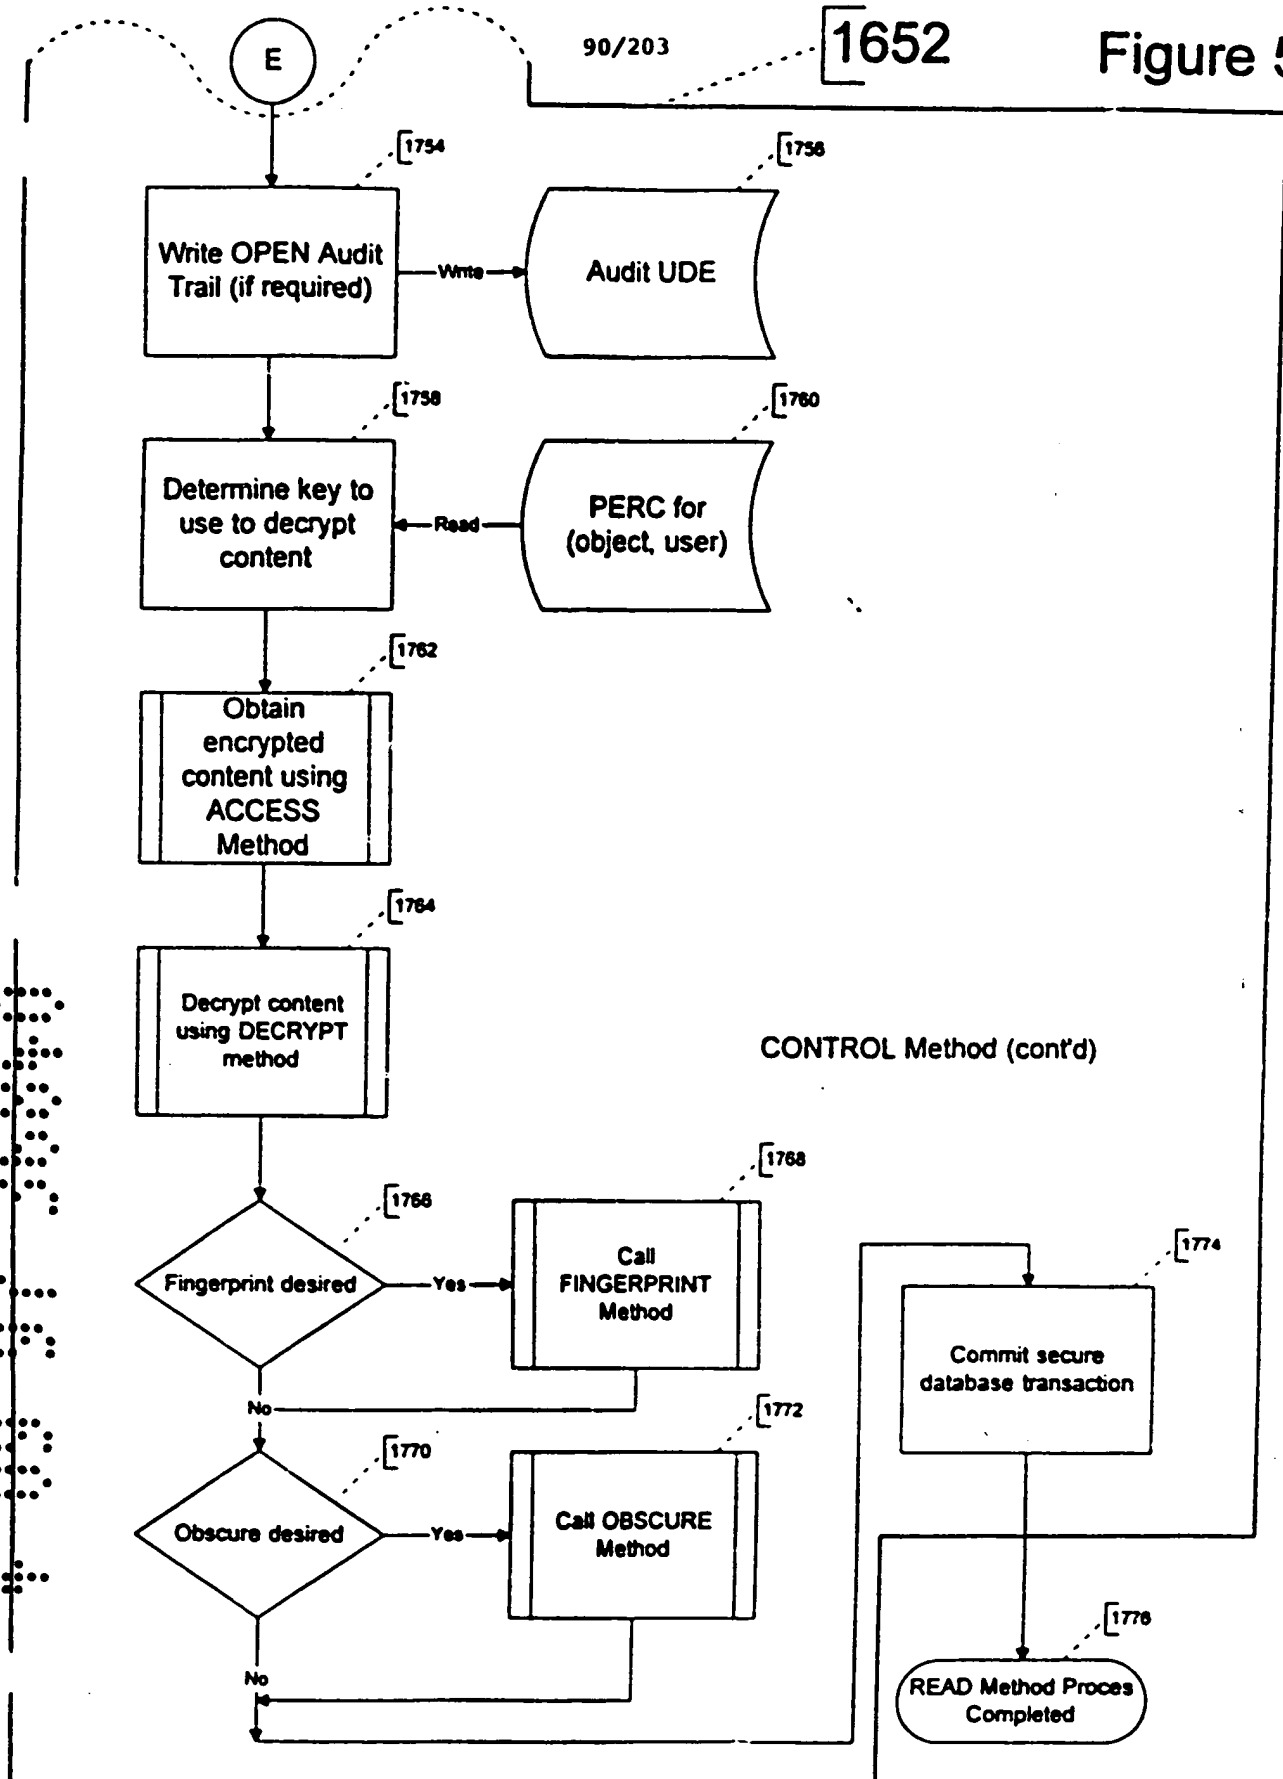 E
90/203
1652
Figure 5
1754
1756
Write OPEN Audit
Trail (if required)
Write
Audit UDE
1758
1760
Determine key to
use to decrypt
content
Read
PERC for
(object, user)
1762
Obtain
encrypted
content using
ACCESS
Method
1764
Decrypt content
using DECRYPT
method
CONTROL Method (cont'd)
1766
1768
Fingerprint desired
Yes
Call
FINGERPRINT
Method
1774
Commit secure
database transaction
No
1770
1772
Obscure desired
Yes
Call OBSCURE
Method
No
1776
READ Method Proces
Completed